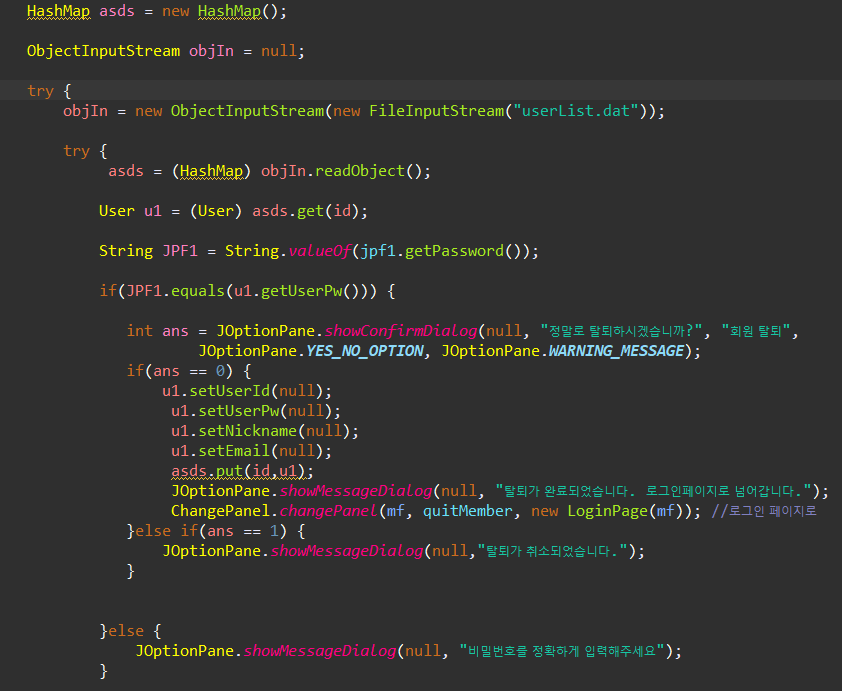 HashMap asds = new HashMap();
ObjectInputStream objIn = null;
try {
objIn = new ObjectInputStream(new FileInputStream("userList.dat"));
try {
asds = (HashMap) objIn.readObject();
User u1 = (User) asds.get(id);
String JPF1 = String.valueOf(jpf1.getPassword());
if(JPF1.equals(u1.getUserPw())) {
int ans = JOptionPane.showConfirmDialog(null, "정말로 탈퇴하시겠습니까?", "회원 탈퇴",
JOptionPane.YES_NO_OPTION, JOptionPane.WARNING_MESSAGE);
if(ans == 0) {
u1.setUserId(null);
u1.setUserPw(null);
u1.setNickname(null);
u1.setEmail(null);
asds.put(id,u1);
JOptionPane.showMessageDialog(null, "탈퇴가 완료되었습니다. 로그인페이지로 넘어갑니다.");
ChangePanel.changePanel(mf, quitMember, new LoginPage(mf)); //로그인 페이지로
}else if(ans == 1) {
JOptionPane.showMessageDialog(null,"탈퇴가 취소되었습니다.");
}
}else {
JOptionPane.showMessageDialog(null, "비밀번호를 정확하게 입력해주세요");
}